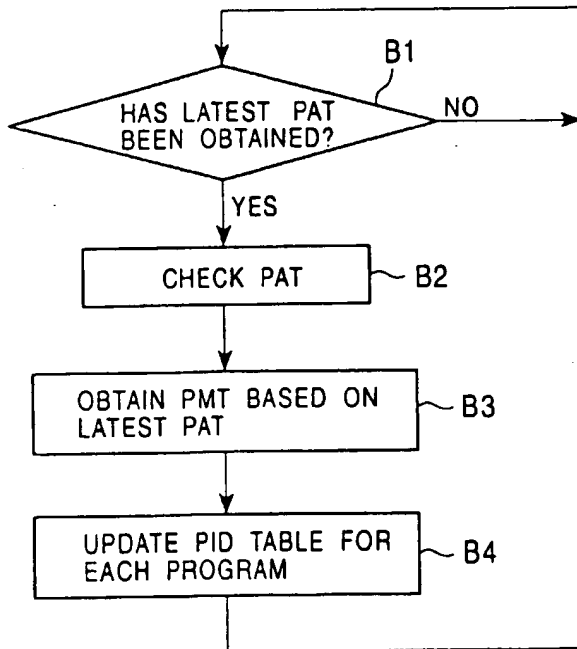 B1
HAS LATEST PAT
BEEN OBTAINED?
NO
YES
CHECK PAT
B2
OBTAIN PMT BASED ON
LATEST PAT
B3
UPDATE PID TABLE FOR
EACH PROGRAM
B4